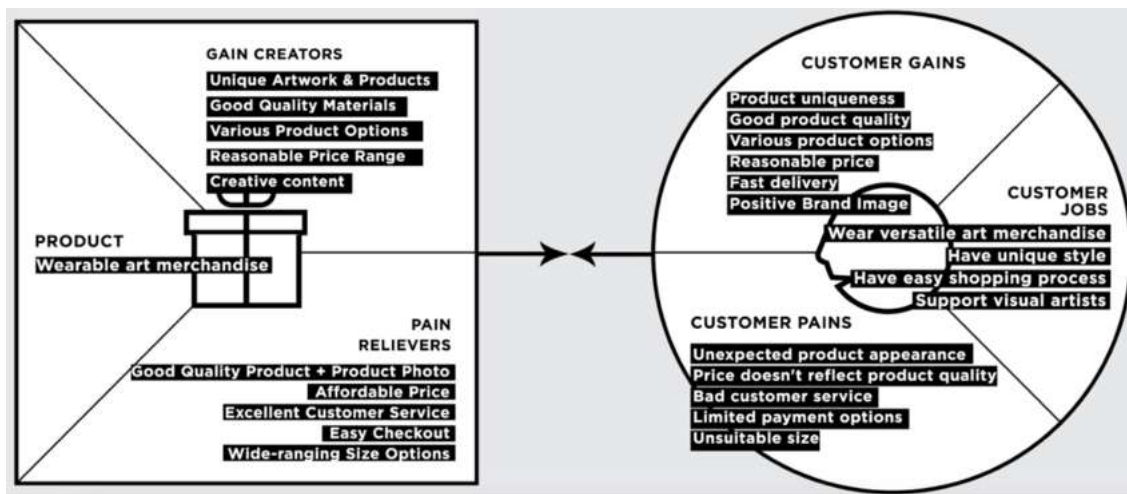 GAIN CREATORS
Unique Artwork & Products
Good Quality Materials
Various Product Options
Reasonable Price Range
Creative content
PRODUCT
Wearable art merchandise
PAIN
RELIEVERS
Good Quality Product + Product Photo
Affordable Price
Excellent Customer Service
Easy Checkout
Wide-ranging Size Options
CUSTOMER GAINS
Product uniqueness
Good product quality
Various product options
Reasonable price
Fast delivery
Positive Brand Image
CUSTOMER
JOBS
Wear versatile art merchandise
Have unique style
Have easy shopping process
Support visual artists
CUSTOMER PAINS
Unexpected product appearance
Price doesn't reflect product quality
Bad customer service
Limited payment options
Unsuitable size